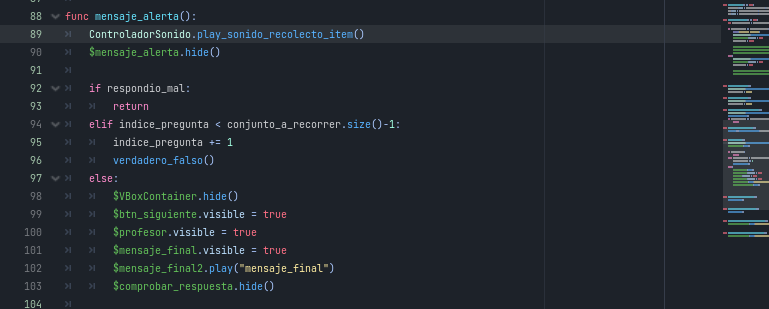 88 func mensaje_alerta():
89 ControladorSonido.play_sonido_recolecto_item()
90 $mensaje_alerta.hide()
91
92 if respondio_mal:
93 return
94 elif indice_pregunta < conjunto_a_recorrer.size()-1:
95 indice_pregunta += 1
96 verdadero_falso()
97 else:
98 $VBoxContainer.hide()
99 $btn_siguiente.visible = true
100 $profesor.visible = true
101 $mensaje_final.visible = true
102 $mensaje_final2.play("mensaje_final")
103 $comprobar_respuesta.hide()
104